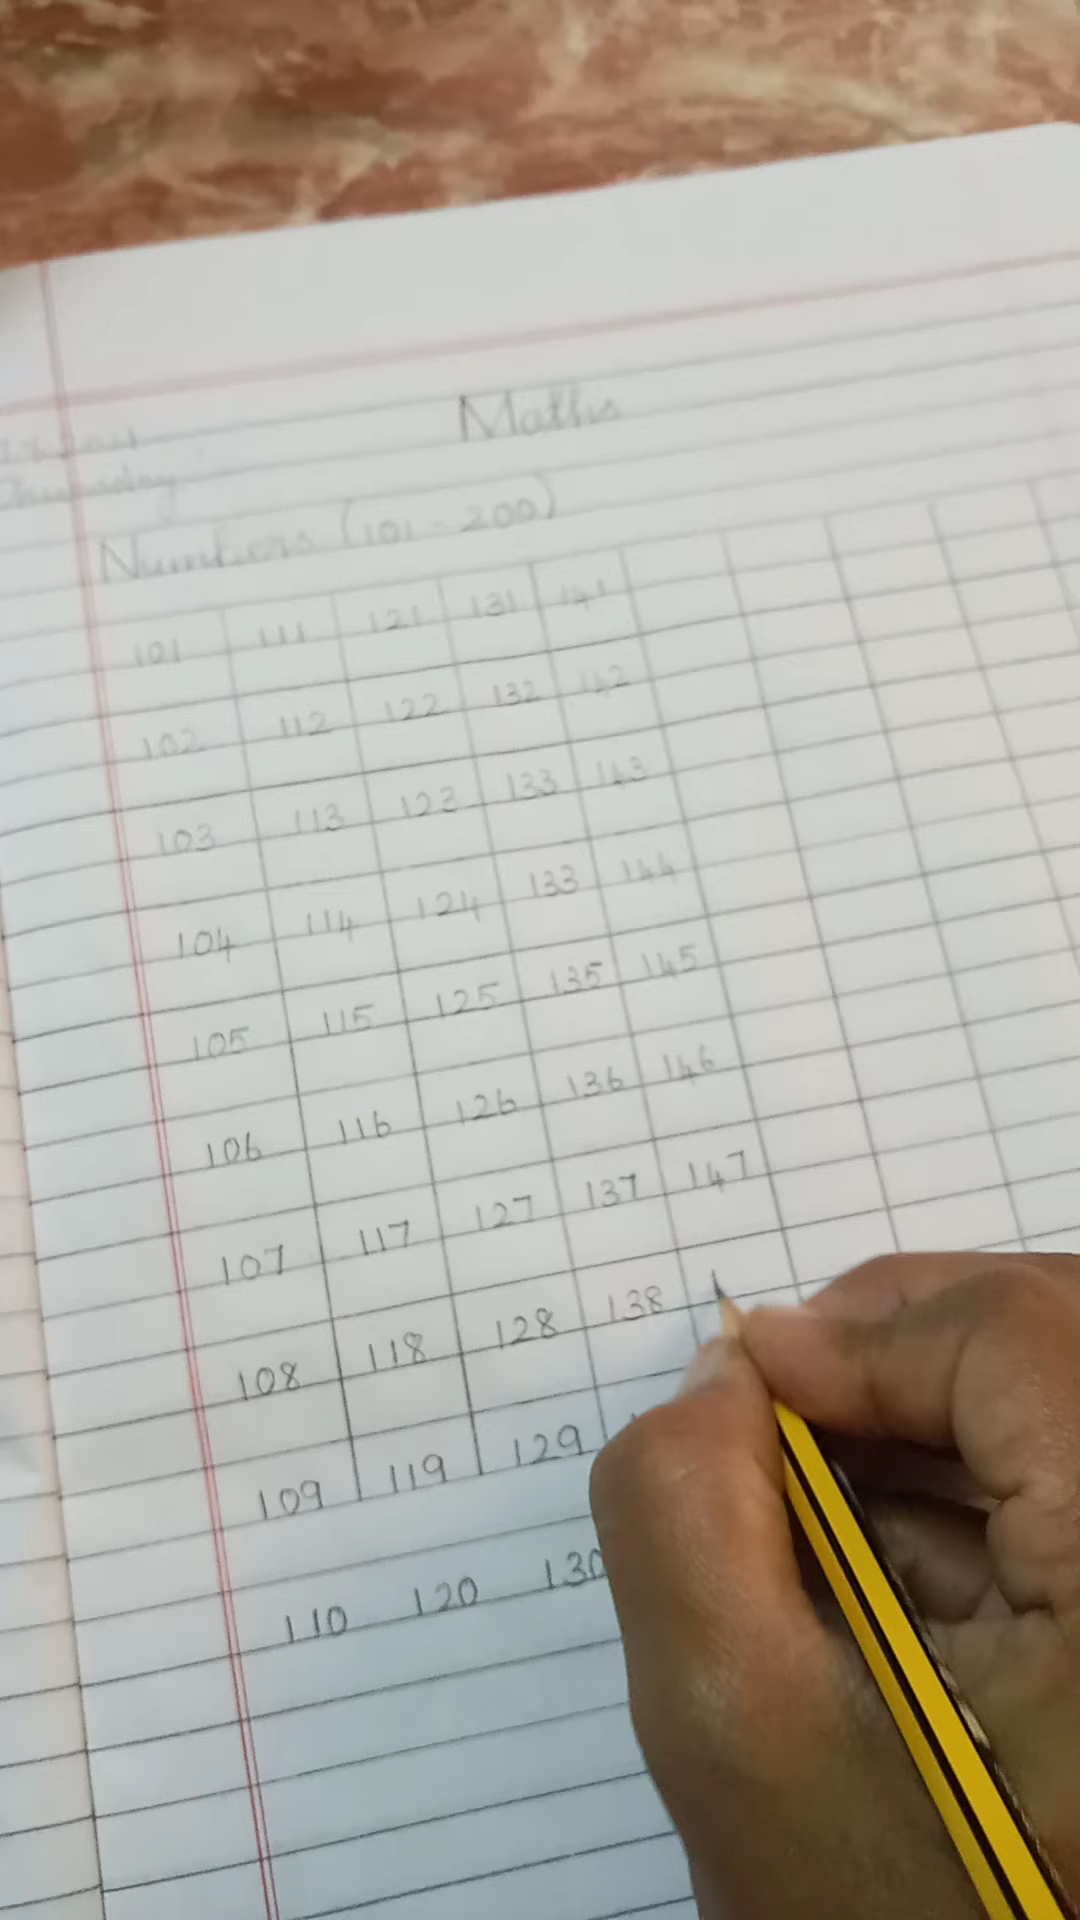 Maths
Thursday
Numbers (101 - 200)
101 111 121 131 141
102 112 122 132 142
103 113 123 133 143
104 114 124 133 144
105 115 125 135 145
106 116 126 136 146
107 117 127 137 147
108 118 128 138 1
109 119 129
110 120 130